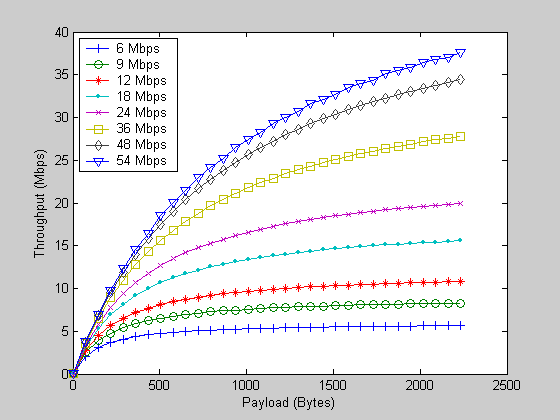 40
35
30
25
20
15
10
5
0
Throughput (Mbps)
6 Mbps
9 Mbps
12 Mbps
18 Mbps
24 Mbps
36 Mbps
48 Mbps
54 Mbps
0 500 1000 1500 2000 2500
Payload (Bytes)